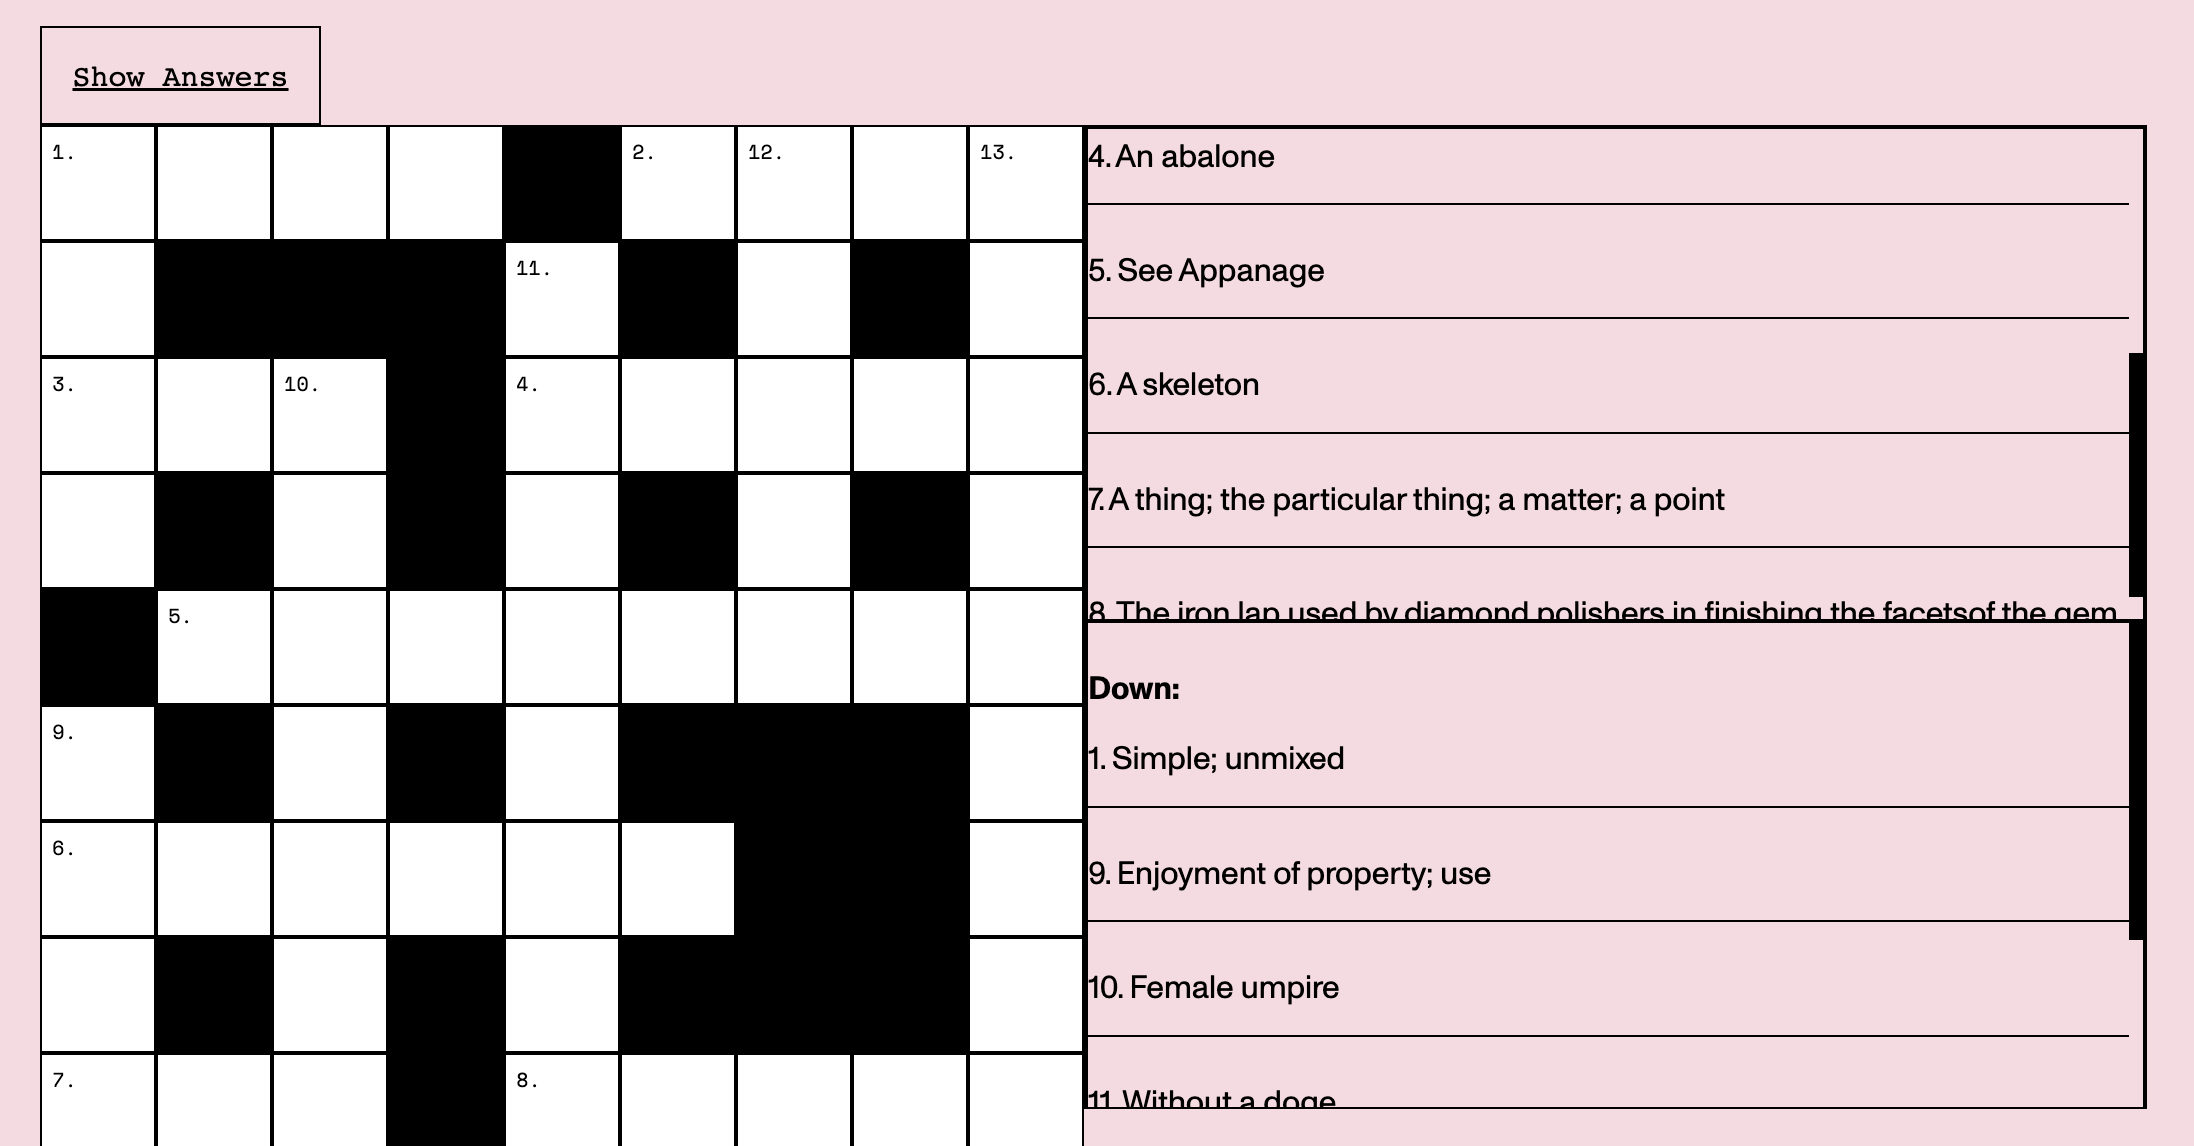 Show Answers
1. 2. 12. 13.
11.
3. 10. 4.
5.
9.
6.
7. 8.
4. An abalone
5. See Appanage
6. A skeleton
7. A thing; the particular thing; a matter; a point
8. The iron lap used by diamond polishers in finishing the facetsof the gem
Down:
1. Simple; unmixed
9. Enjoyment of property; use
10. Female umpire
11. Without a doge